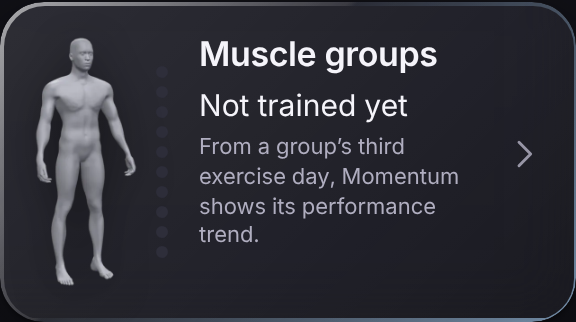 Muscle groups
Not trained yet
From a group’s third
exercise day, Momentum
shows its performance
trend.